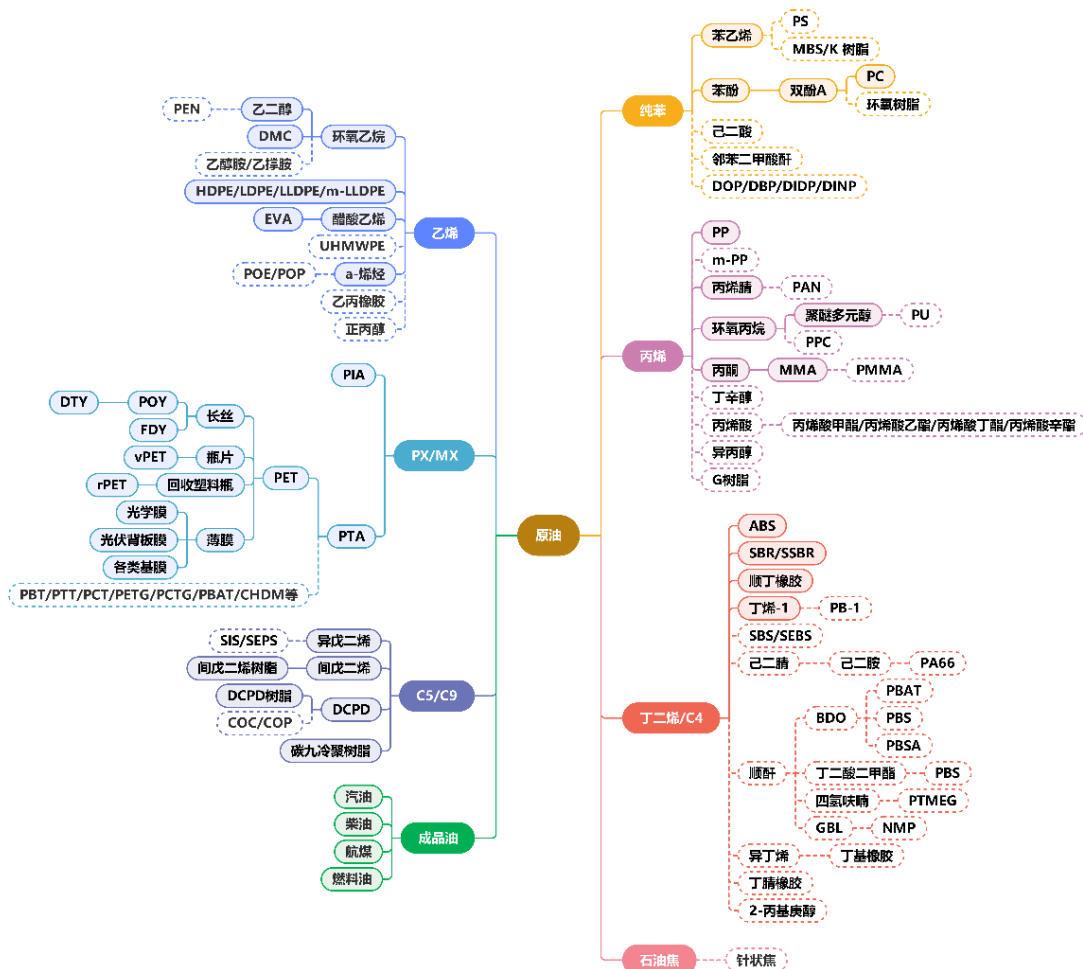 原油
纯苯
苯乙烯
PS
MBS/K 树脂
苯酚
双酚A
PC
环氧树脂
己二酸
邻苯二甲酸酐
DOP/DBP/DIDP/DINP
丙烯
PP
m-PP
丙烯腈
PAN
环氧丙烷
聚醚多元醇
PU
PPC
丙酮
MMA
PMMA
丁辛醇
丙烯酸
丙烯酸甲酯/丙烯酸乙酯/丙烯酸丁酯/丙烯酸辛酯
异丙醇
G树脂
丁二烯/C4
ABS
SBR/SSBR
顺丁橡胶
丁烯-1
PB-1
SBS/SEBS
己二腈
己二胺
PA66
顺酐
BDO
PBAT
PBS
PBSA
丁二酸二甲酯
PBS
四氢呋喃
PTMEG
GBL
NMP
异丁烯
丁基橡胶
丁腈橡胶
2-丙基庚醇
石油焦
针状焦
乙烯
环氧乙烷
乙二醇
PEN
DMC
乙醇胺/乙撑胺
HDPE/LDPE/LLDPE/m-LLDPE
醋酸乙烯
EVA
UHMWPE
a-烯烃
POE/POP
乙丙橡胶
正丙醇
PX/MX
PIA
PTA
PET
长丝
POY
DTY
FDY
瓶片
vPET
回收塑料瓶
rPET
薄膜
光学膜
光伏背板膜
各类基膜
PBT/PTT/PCT/PETG/PCTG/PBAT/CHDM等
C5/C9
异戊二烯
SIS/SEPS
间戊二烯
间戊二烯树脂
DCPD
DCPD树脂
COC/COP
碳九冷聚树脂
成品油
汽油
柴油
航煤
燃料油